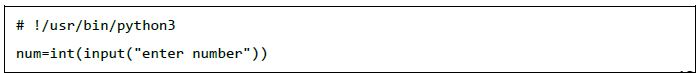 # !/usr/bin/python3
num=int(input("enter number"))